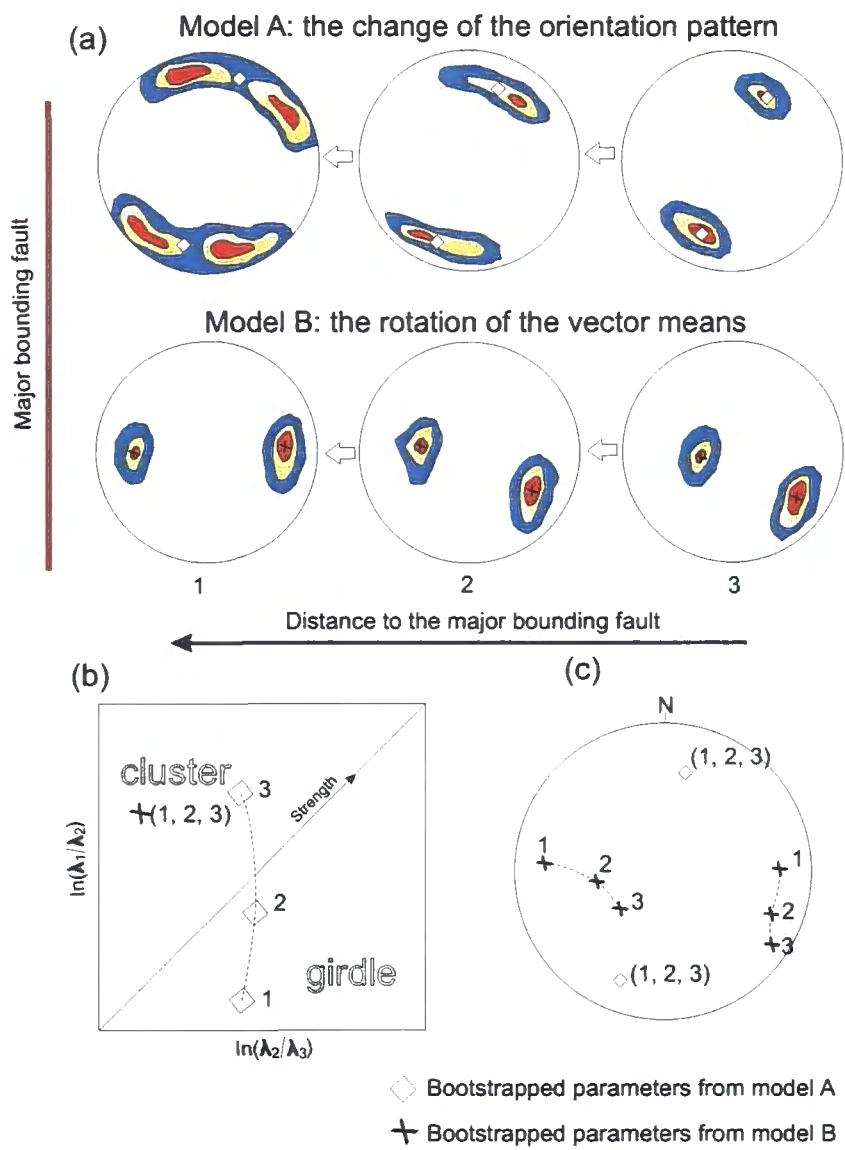 (a)
Model A: the change of the orientation pattern
Major bounding fault
Model B: the rotation of the vector means
1
2
3
Distance to the major bounding fault
(b)
cluster
3
+(1, 2, 3)
Strength
2
girdle
1
ln(λ1/λ2)
ln(λ2/λ3)
(c)
N
(1, 2, 3)
1
2
3
1
2
3
(1, 2, 3)
Bootstrapped parameters from model A
Bootstrapped parameters from model B